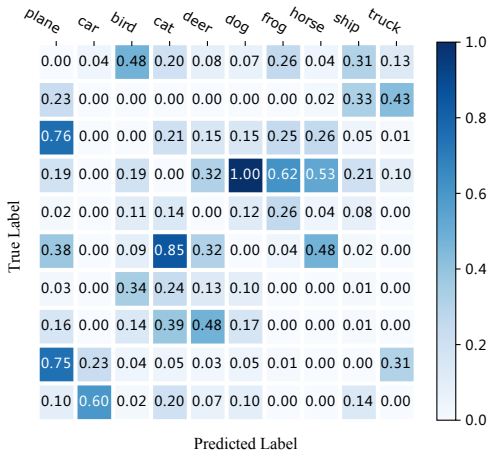 plane car bird cat deer dog frog horse ship truck
0.00 0.04 0.48 0.20 0.08 0.07 0.26 0.04 0.31 0.13
0.23 0.00 0.00 0.00 0.00 0.00 0.00 0.02 0.33 0.43
0.76 0.00 0.00 0.21 0.15 0.15 0.25 0.26 0.05 0.01
0.19 0.00 0.19 0.00 0.32 1.00 0.62 0.53 0.21 0.10
0.02 0.00 0.11 0.14 0.00 0.12 0.26 0.04 0.08 0.00
0.38 0.00 0.09 0.85 0.32 0.00 0.04 0.48 0.02 0.00
0.03 0.00 0.34 0.24 0.13 0.10 0.00 0.00 0.01 0.00
0.16 0.00 0.14 0.39 0.48 0.17 0.00 0.00 0.01 0.00
0.75 0.23 0.04 0.05 0.03 0.05 0.01 0.00 0.00 0.31
0.10 0.60 0.02 0.20 0.07 0.10 0.00 0.00 0.14 0.00
True Label
Predicted Label
1.0
0.8
0.6
0.4
0.2
0.0